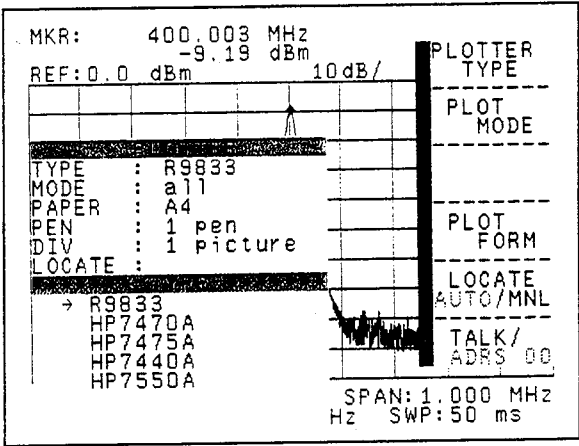 MKR: 400.003 MHz
-9.19 dBm
REF:0.0 dBm 10dB/
TYPE : R9833
MODE : all
PAPER : A4
PEN : 1 pen
DIV : 1 picture
LOCATE :
→ R9833
HP7470A
HP7475A
HP7440A
HP7550A
PLOTTER
TYPE
PLOT
MODE
PLOT
FORM
LOCATE
AUTO/MNL
TALK/
ADRS 00
SPAN:1.000 MHz
Hz SWP:50 ms